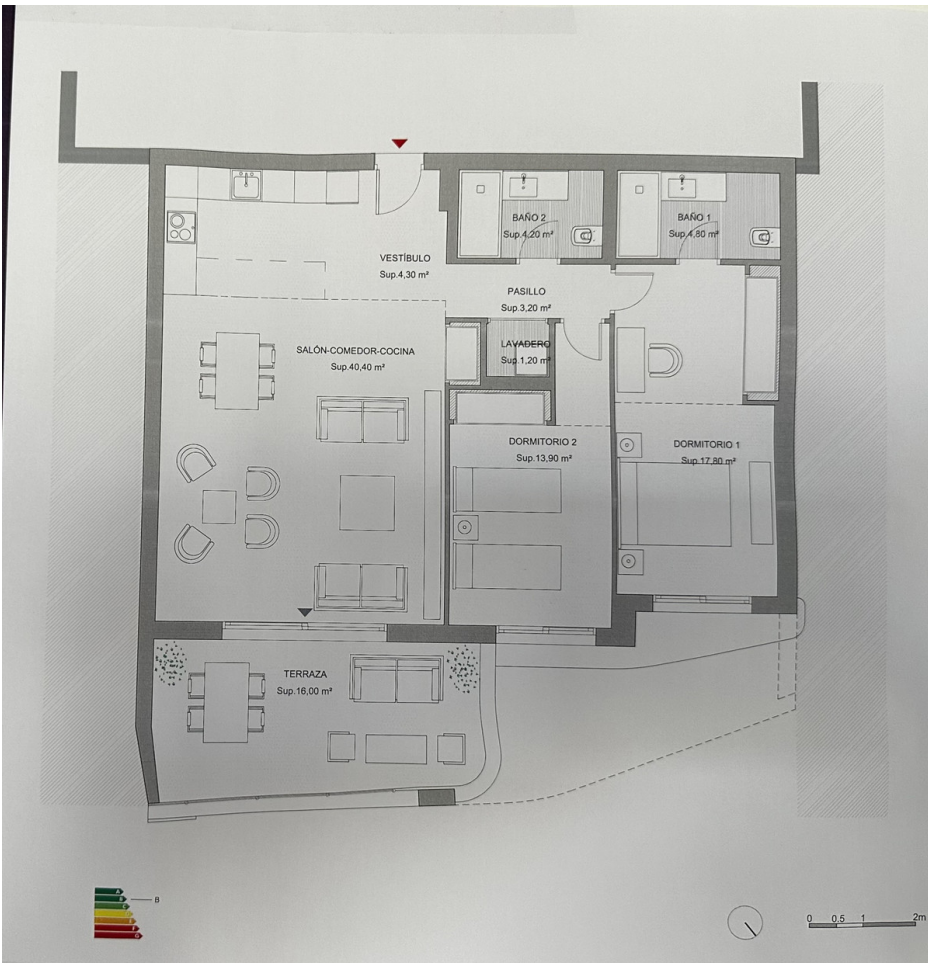 BAÑO 2
Sup.4,20 m²
BAÑO 1
Sup.4,80 m²
VESTÍBULO
Sup.4,30 m²
PASILLO
Sup.3,20 m²
SALÓN-COMEDOR-COCINA
Sup.40,40 m²
LAVADERO
Sup.1,20 m²
DORMITORIO 2
Sup.13,90 m²
DORMITORIO 1
Sup.17,80 m²
TERRAZA
Sup.16,00 m²
A
B
B
G
0 0.5 1 2m